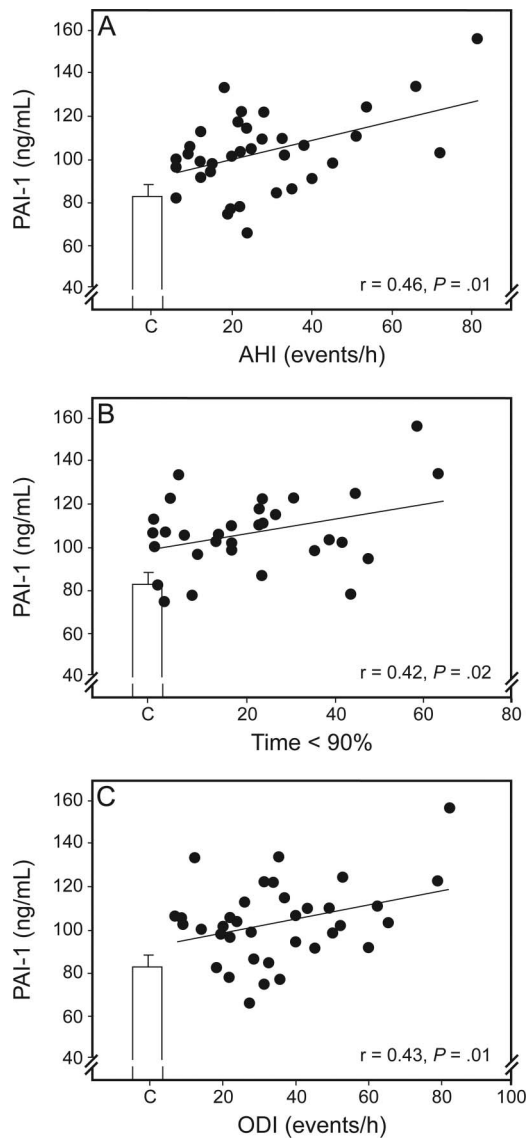 A
160
140
120
100
80
60
40
PAI-1 (ng/mL)
r = 0.46, P = .01
C 20 40 60 80
AHI (events/h)
B
160
140
120
100
80
60
40
PAI-1 (ng/mL)
r = 0.42, P = .02
C 20 40 60 80
Time < 90%
C
160
140
120
100
80
60
40
PAI-1 (ng/mL)
r = 0.43, P = .01
C 20 40 60 80 100
ODI (events/h)